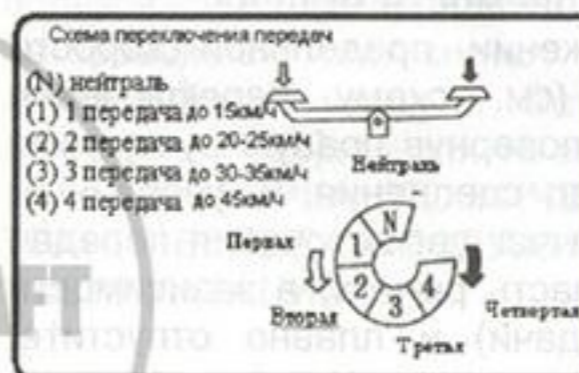 Схема переключения передач
(N) нейтраль
(1) 1 передача до 15км/ч
(2) 2 передача до 20-25км/ч
(3) 3 передача до 30-35км/ч
(4) 4 передача до 45км/ч
Нейтраль
Первая
N
1
2
3
4
Вторая
Третья
Четвертая